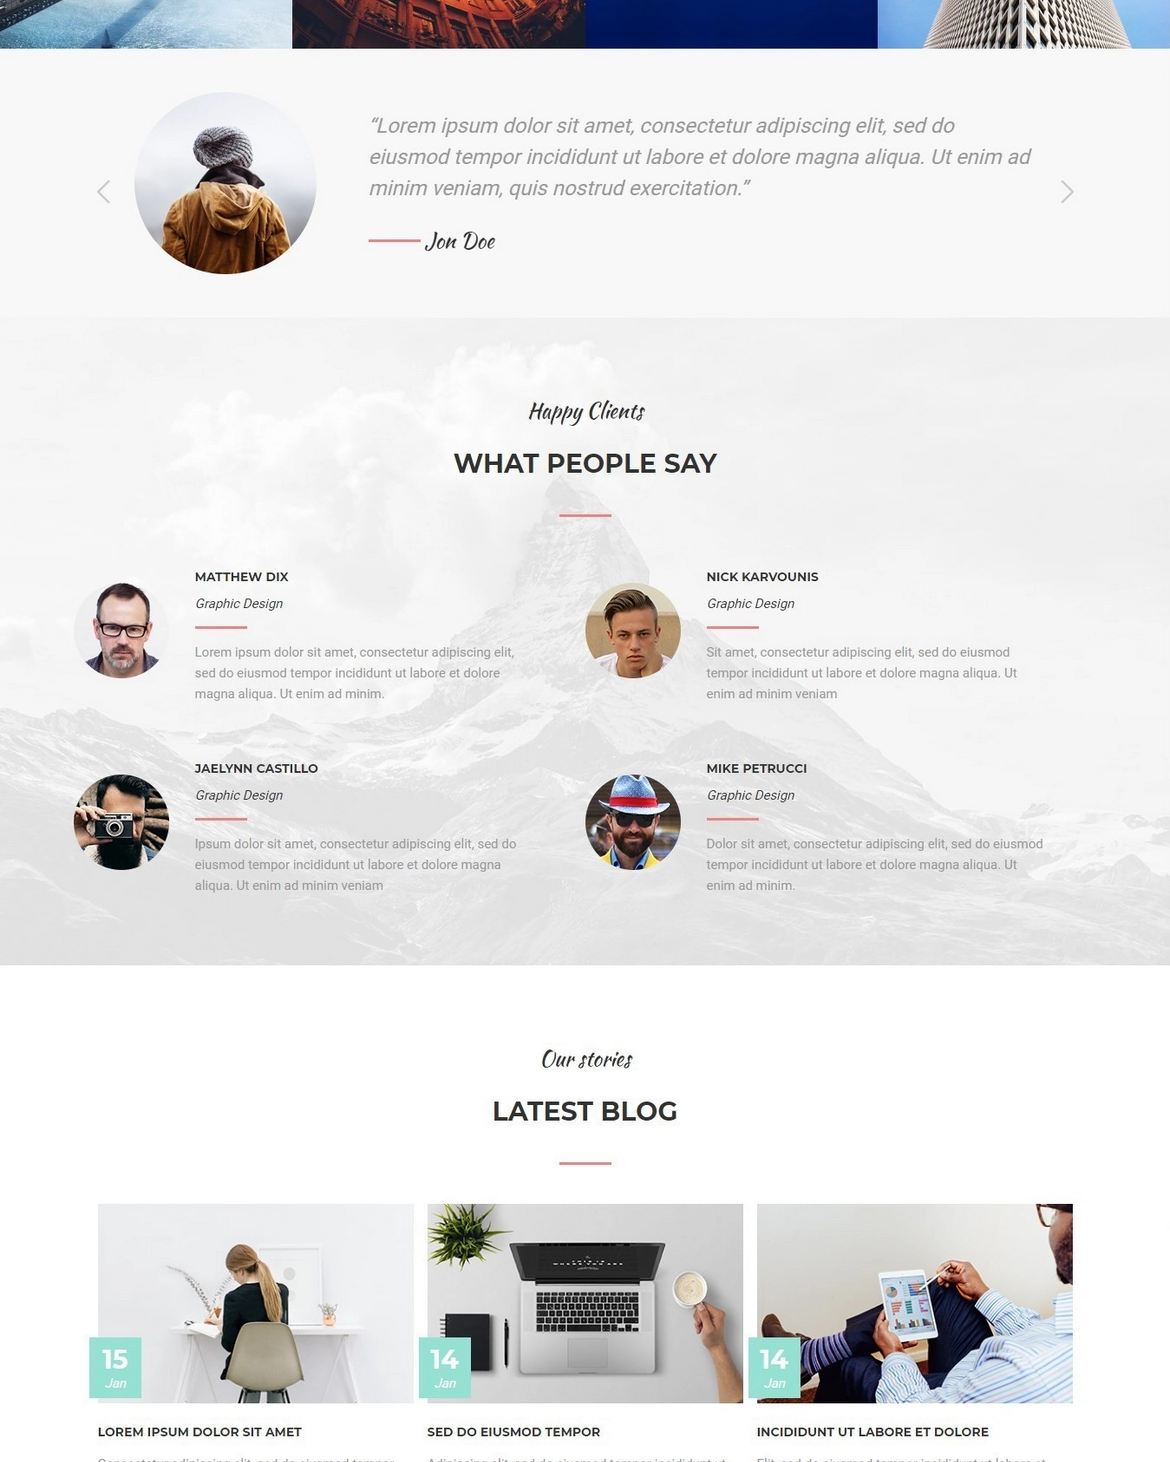 “Lorem ipsum dolor sit amet, consectetur adipiscing elit, sed do
eiusmod tempor incididunt ut labore et dolore magna aliqua. Ut enim ad
minim veniam, quis nostrud exercitation.”
Jon Doe
Happy Clients
WHAT PEOPLE SAY
MATTHEW DIX
Graphic Design
Lorem ipsum dolor sit amet, consectetur adipiscing elit,
sed do eiusmod tempor incididunt ut labore et dolore
magna aliqua. Ut enim ad minim.
NICK KARVOUNIS
Graphic Design
Sit amet, consectetur adipiscing elit, sed do eiusmod
tempor incididunt ut labore et dolore magna aliqua. Ut
enim ad minim veniam
JAELYNN CASTILLO
Graphic Design
Ipsum dolor sit amet, consectetur adipiscing elit, sed do
eiusmod tempor incididunt ut labore et dolore magna
aliqua. Ut enim ad minim veniam
MIKE PETRUCCI
Graphic Design
Dolor sit amet, consectetur adipiscing elit, sed do eiusmod
tempor incididunt ut labore et dolore magna aliqua. Ut
enim ad minim.
Our stories
LATEST BLOG
15
Jan
LOREM IPSUM DOLOR SIT AMET
14
Jan
SED DO EIUSMOD TEMPOR
14
Jan
INCIDIDUNT UT LABORE ET DOLORE